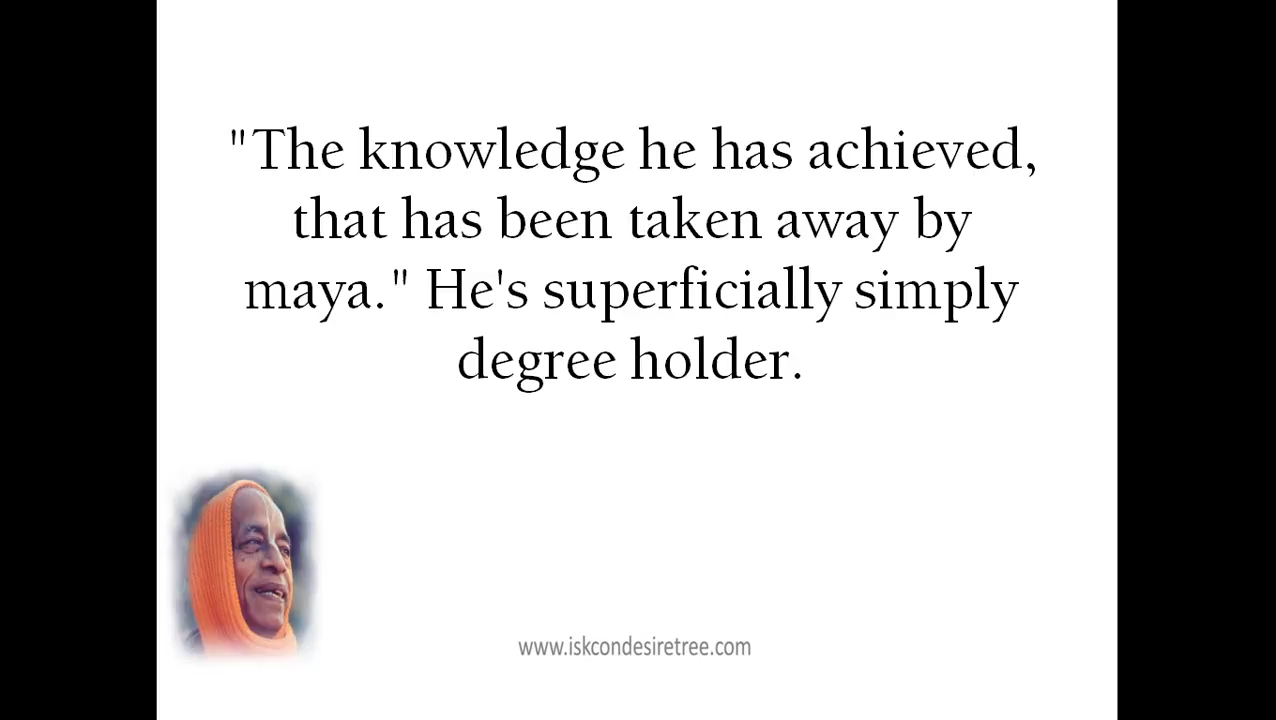 "The knowledge he has achieved,
that has been taken away by
maya." He's superficially simply
degree holder.
www.iskcondesiretree.com